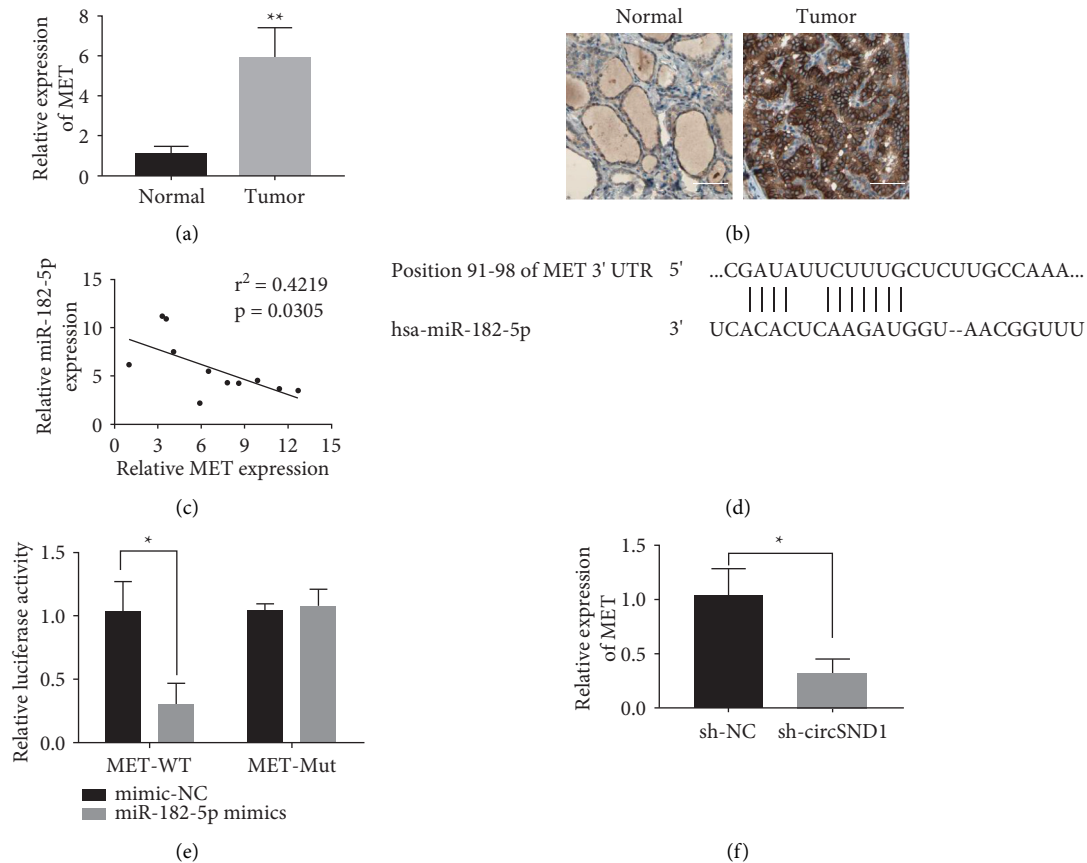 Relative expression
of MET
8
6
4
2
0
**
Normal
Tumor
(a)
Normal
Tumor
(b)
Relative miR-182-5p
expression
15
10
5
0
r² = 0.4219
p = 0.0305
0
3
6
9
12
15
Relative MET expression
(c)
Position 91-98 of MET 3' UTR 5' ...CGAUAUUCUUUGCUCUUGCCAAA...
hsa-miR-182-5p 3' UCACACUCAAGAUGGU--AACGGUUU
(d)
Relative luciferase activity
1.5
1.0
0.5
0.0
*
MET-WT
MET-Mut
mimic-NC
miR-182-5p mimics
(e)
Relative expression
of MET
1.5
1.0
0.5
0.0
*
sh-NC
sh-circSND1
(f)